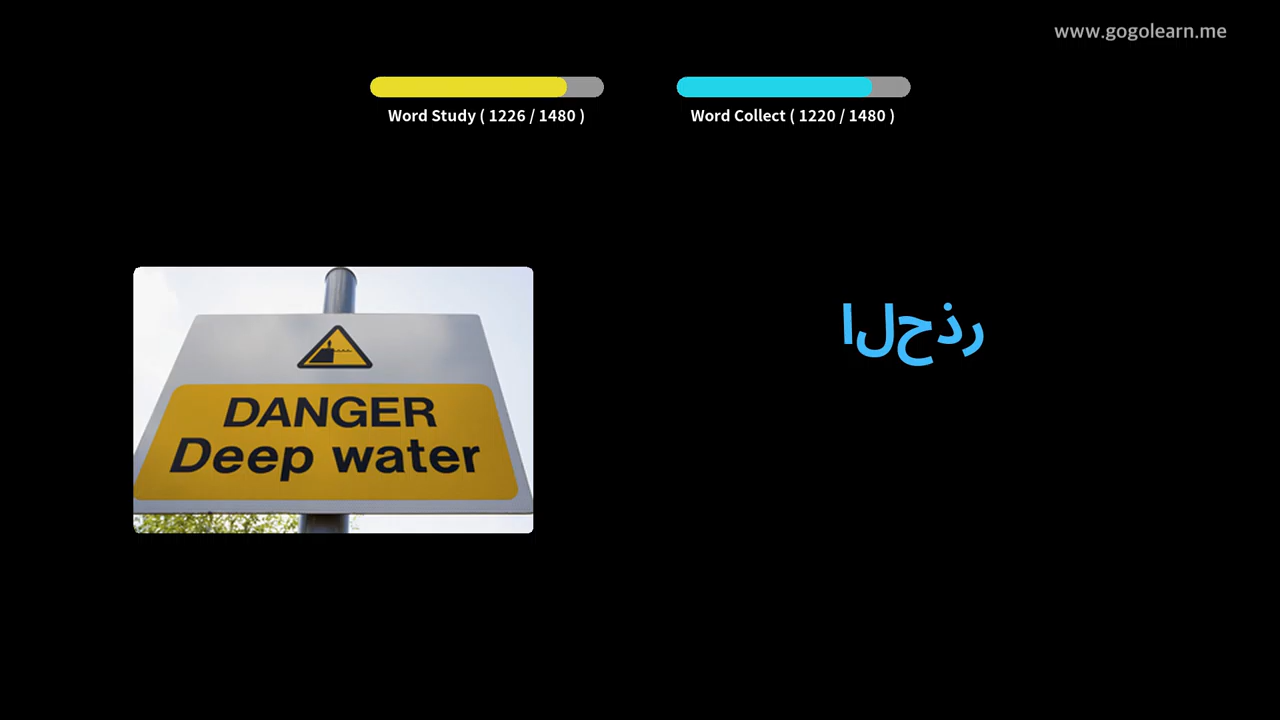 www.gogolearn.me
Word Study ( 1226 / 1480 )
Word Collect ( 1220 / 1480 )
الحذر
DANGER
Deep water